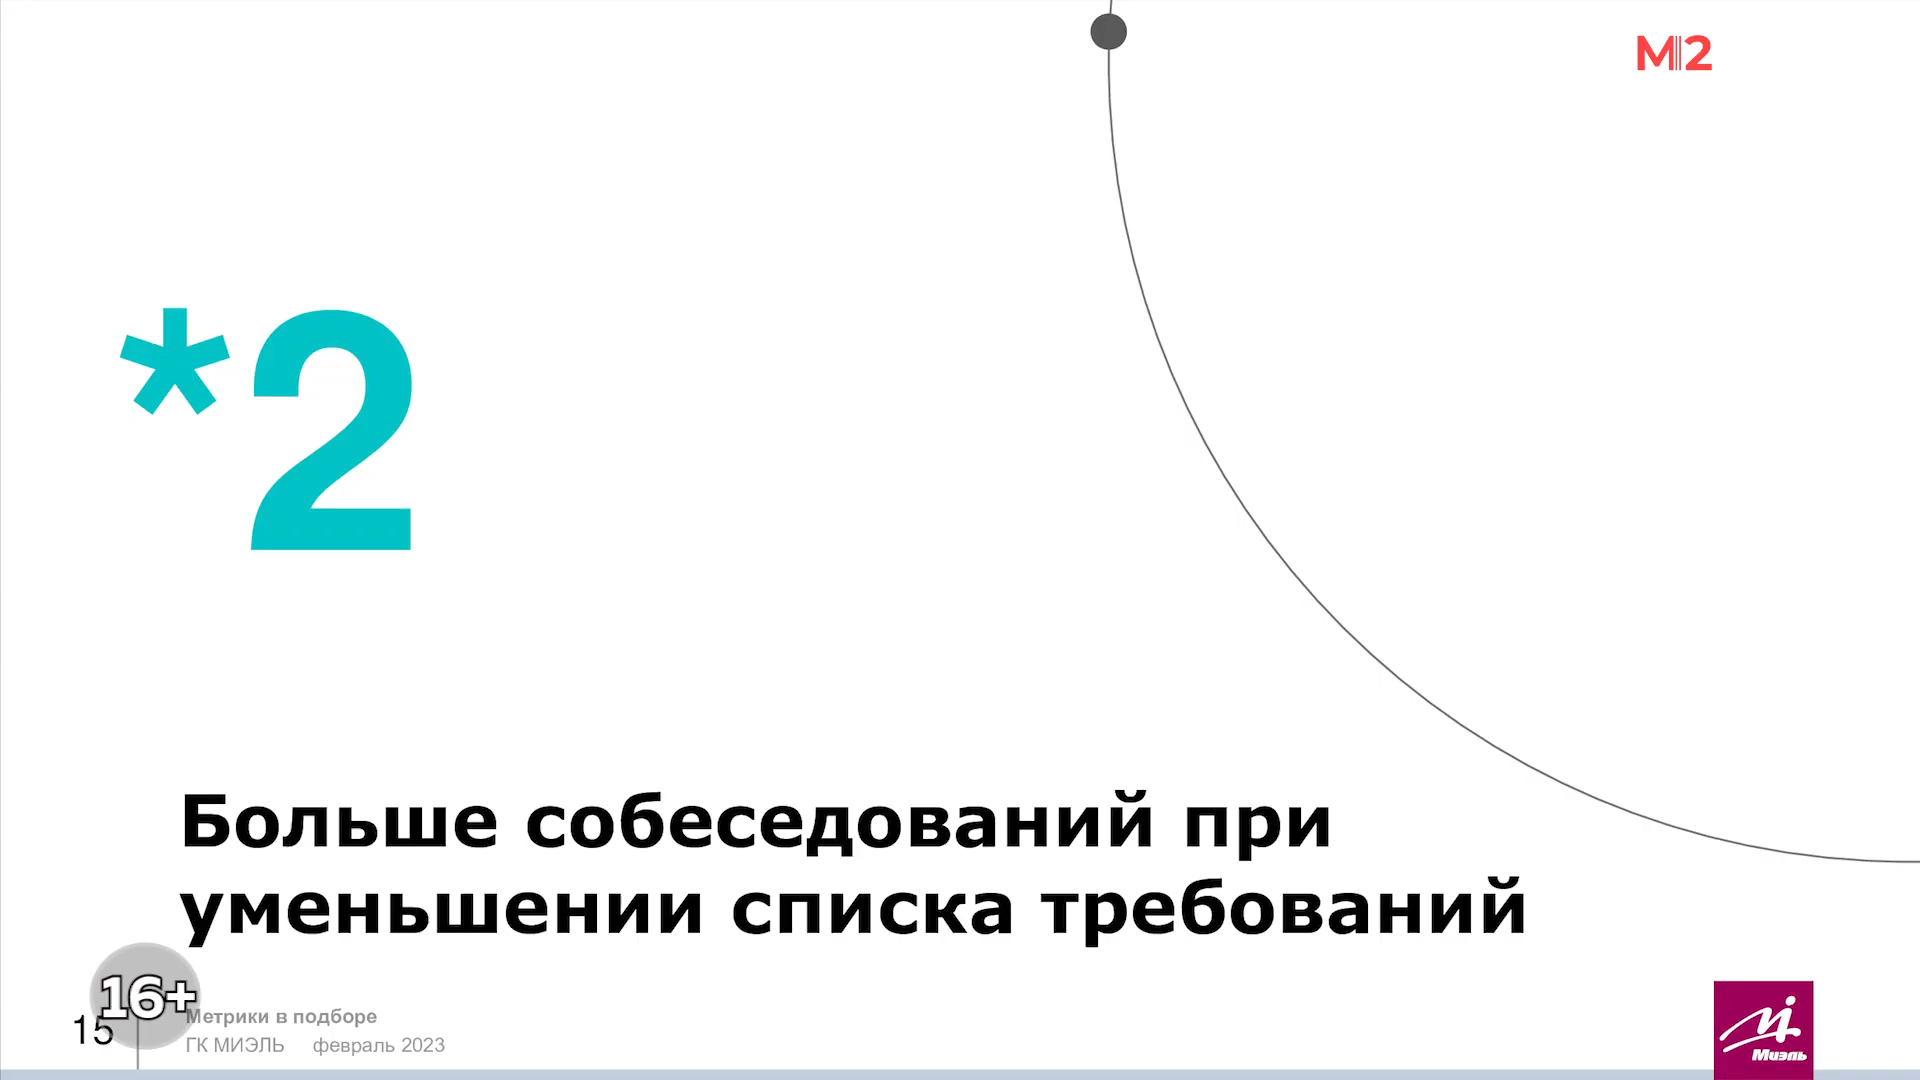 М2
*2
Больше собеседований при
уменьшении списка требований
16+
15
Метрики в подборе
ГК МИЭЛЬ февраль 2023
Миэль